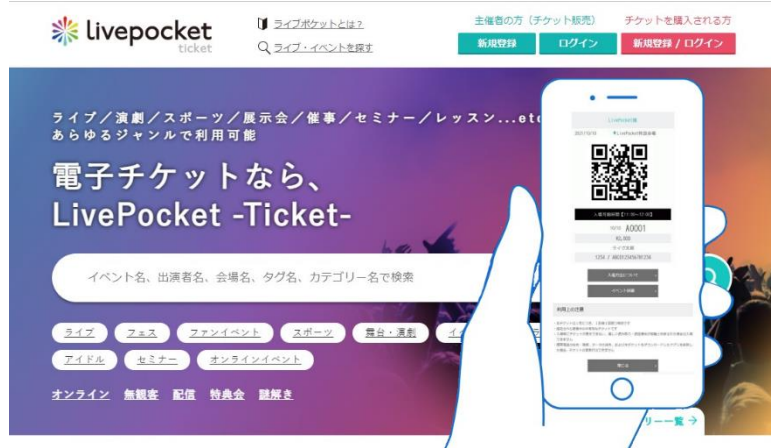 livepocket
ticket
ライブポケットとは?
ライブ・イベントを探す
主催者の方(チケット販売)
チケットを購入される方
新規登録
ログイン
新規登録 / ログイン
ライブ/演劇/スポーツ/展示会/催事/セミナー/レッスン...etc
あらゆるジャンルで利用可能
電子チケットなら、
LivePocket -Ticket-
イベント名、出演者名、会場名、タグ名、カテゴリー名で検索
ライブ
フェス
ファンイベント
スポーツ
舞台・演劇
アイドル
セミナー
オンラインイベント
オンライン
無観客
配信
特典会
謎解き
A0001
リー一覧 →